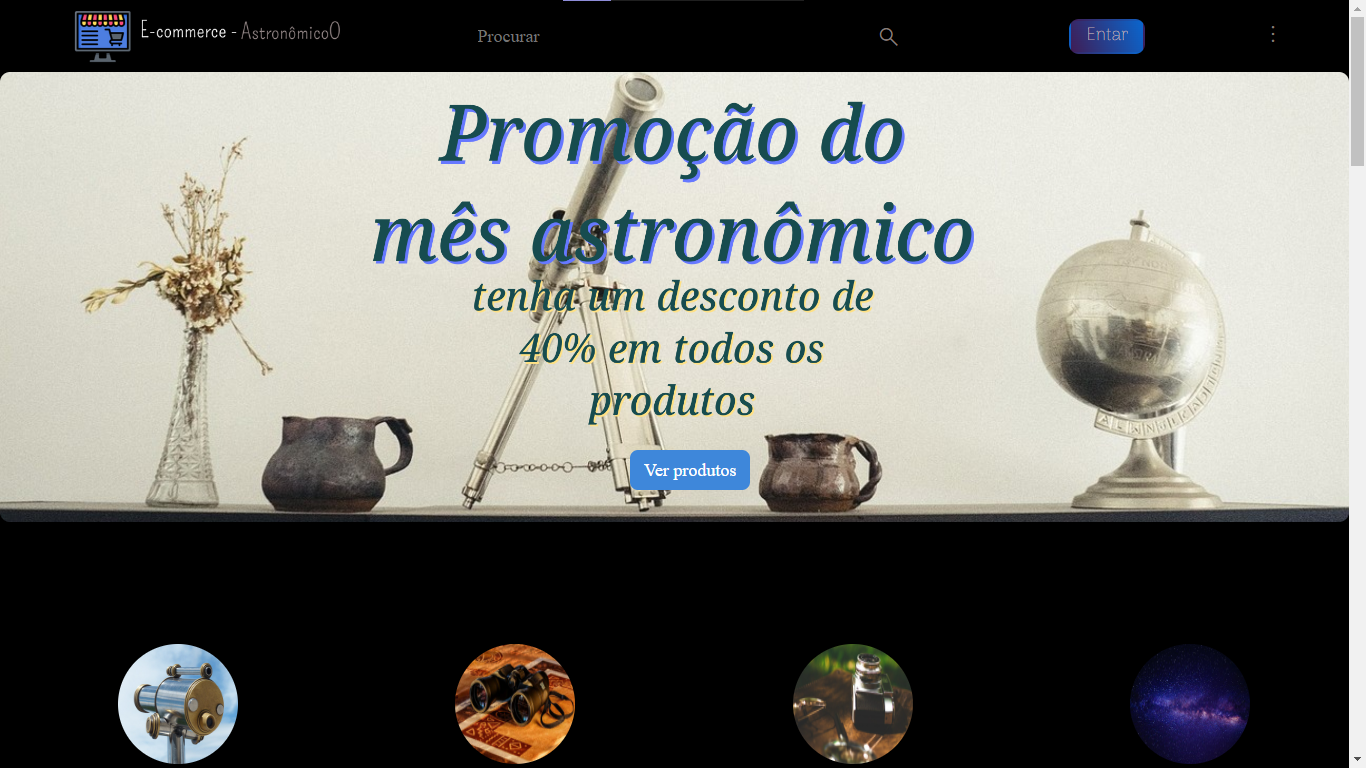 E-commerce - AstronômicoO
Procurar
Entar
Promoção do
mês astronômico
tenha um desconto de
40% em todos os
produtos
Ver produtos